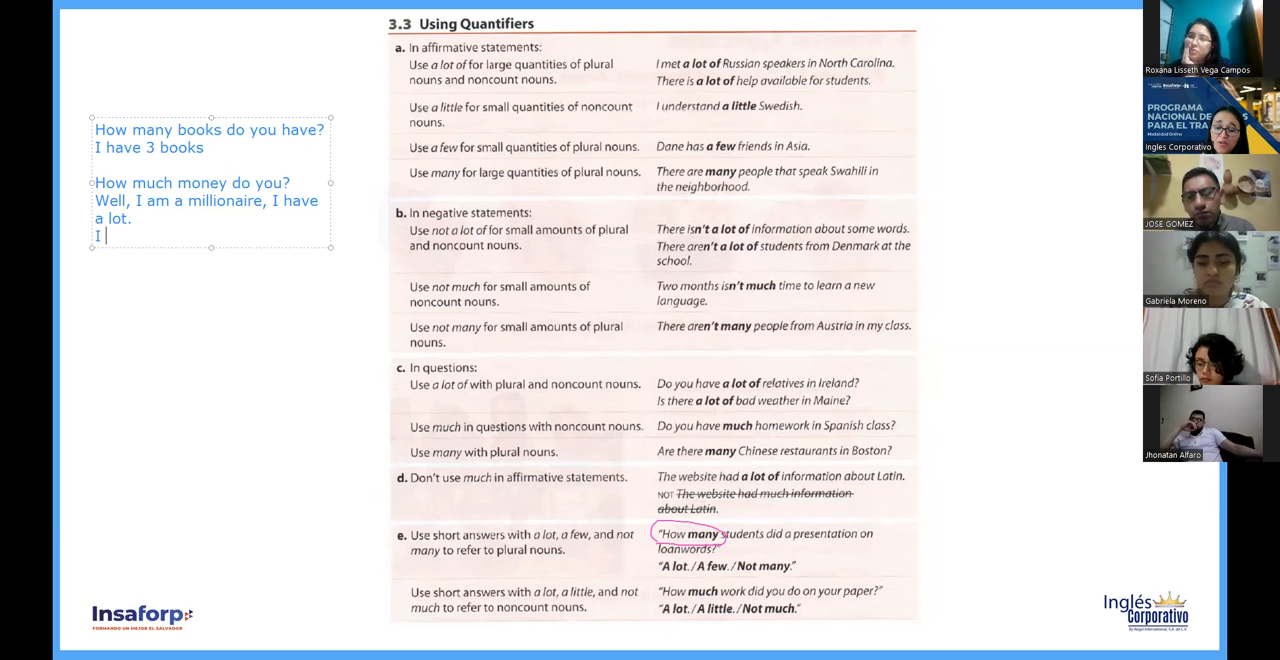 3.3 Using Quantifiers
a. In affirmative statements:
Use a lot of for large quantities of plural
nouns and noncount nouns.
I met a lot of Russian speakers in North Carolina.
There is a lot of help available for students.
Use a little for small quantities of noncount
nouns.
I understand a little Swedish.
Use a few for small quantities of plural nouns.
Dane has a few friends in Asia.
Use many for large quantities of plural nouns.
There are many people that speak Swahili in
the neighborhood.
b. In negative statements:
Use not a lot of for small amounts of plural
and noncount nouns.
There isn't a lot of information about some words.
There aren't a lot of students from Denmark at the
school.
Use not much for small amounts of
noncount nouns.
Two months isn't much time to learn a new
language.
Use not many for small amounts of plural
nouns.
There aren't many people from Austria in my class.
c. In questions:
Use a lot of with plural and noncount nouns.
Do you have a lot of relatives in Ireland?
Is there a lot of bad weather in Maine?
Use much in questions with noncount nouns.
Do you have much homework in Spanish class?
Use many with plural nouns.
Are there many Chinese restaurants in Boston?
d. Don't use much in affirmative statements.
The website had a lot of information about Latin.
NOT The website had much information
about Latin.
e. Use short answers with a lot, a few, and not
many to refer to plural nouns.
"How many students did a presentation on
loanwords?"
"A lot. / A few. / Not many."
Use short answers with a lot, a little, and not
much to refer to noncount nouns.
"How much work did you do on your paper?"
"A lot. / A little. / Not much."
How many books do you have?
I have 3 books
How much money do you?
Well, I am a millionaire, I have
a lot.
I
Insaforp
FORMANDO UN MEJOR EL SALVADOR
Inglés
Corporativo
By Regal International, S.A. de C.V.
Roxana Lisseth Vega Campos
PROGRAMA
NACIONAL DE
PARA EL TRA
Modalidad Online
Ingles Corporativo
JOSE GOMEZ
Gabriela Moreno
Sofia Portillo
Jhonatan Alfaro